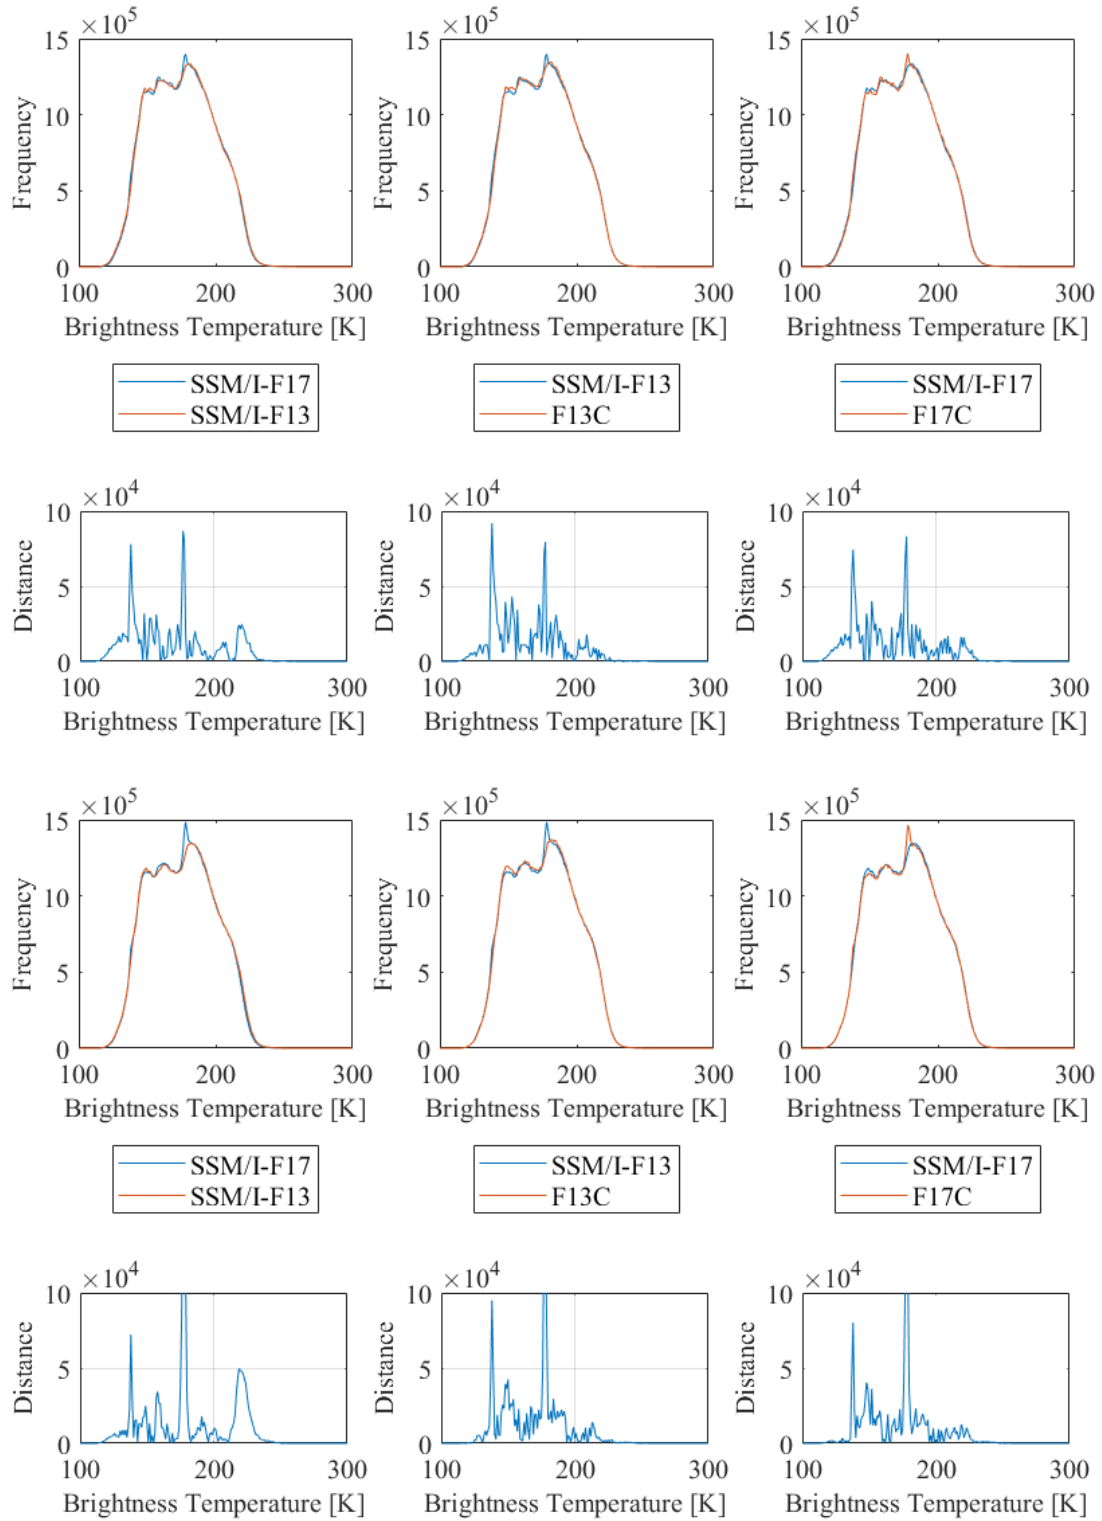 ×10^5 ×10^5 ×10^5
15 15 15
10 10 10
5 5 5
0 0 0
Frequency Frequency Frequency
100 200 300 100 200 300 100 200 300
Brightness Temperature [K] Brightness Temperature [K] Brightness Temperature [K]
SSM/I-F17 SSM/I-F13 SSM/I-F17
SSM/I-F13 F13C F17C
×10^4 ×10^4 ×10^4
10 10 10
5 5 5
0 0 0
Distance Distance Distance
100 200 300 100 200 300 100 200 300
Brightness Temperature [K] Brightness Temperature [K] Brightness Temperature [K]
×10^5 ×10^5 ×10^5
15 15 15
10 10 10
5 5 5
0 0 0
Frequency Frequency Frequency
100 200 300 100 200 300 100 200 300
Brightness Temperature [K] Brightness Temperature [K] Brightness Temperature [K]
SSM/I-F17 SSM/I-F13 SSM/I-F17
SSM/I-F13 F13C F17C
×10^4 ×10^4 ×10^4
10 10 10
5 5 5
0 0 0
Distance Distance Distance
100 200 300 100 200 300 100 200 300
Brightness Temperature [K] Brightness Temperature [K] Brightness Temperature [K]